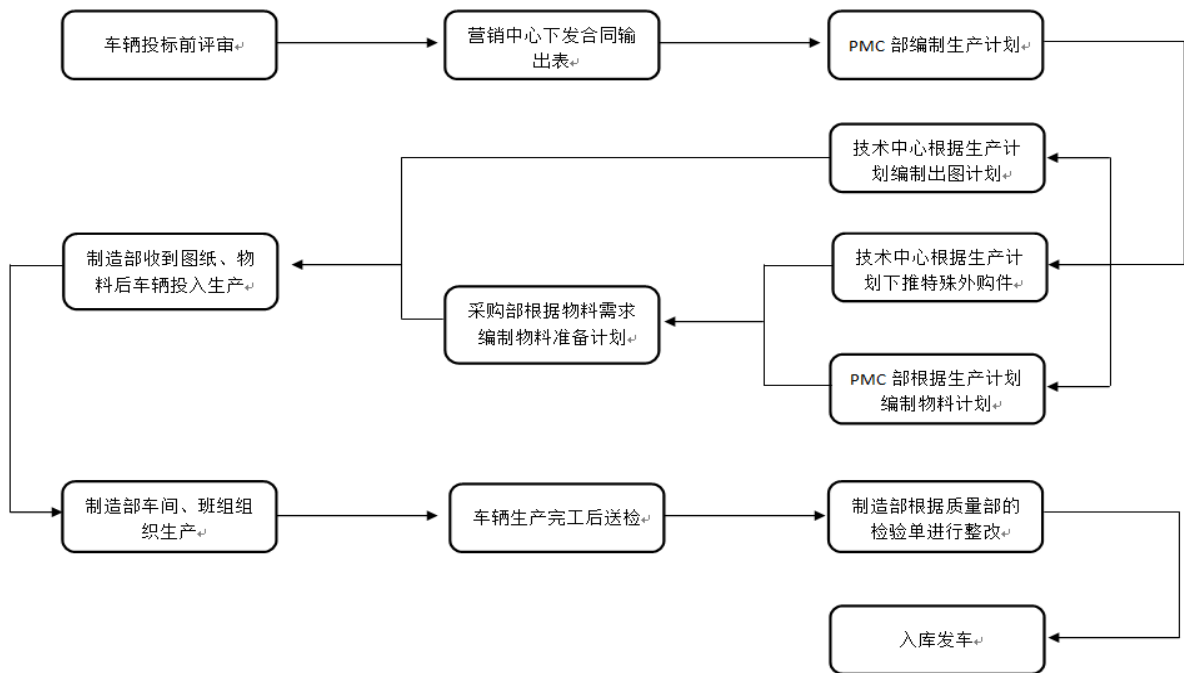 车辆投标前评审↵
营销中心下发合同输
出表↵
PMC 部编制生产计划↵
技术中心根据生产计
划编制出图计划↵
制造部收到图纸、物
料后车辆投入生产↵
技术中心根据生产计
划下推特殊外购件↵
采购部根据物料需求
编制物料准备计划↵
PMC 部根据生产计划
编制物料计划↵
制造部车间、班组组
织生产↵
车辆生产完工后送检↵
制造部根据质量部的
检验单进行整改↵
入库发车↵